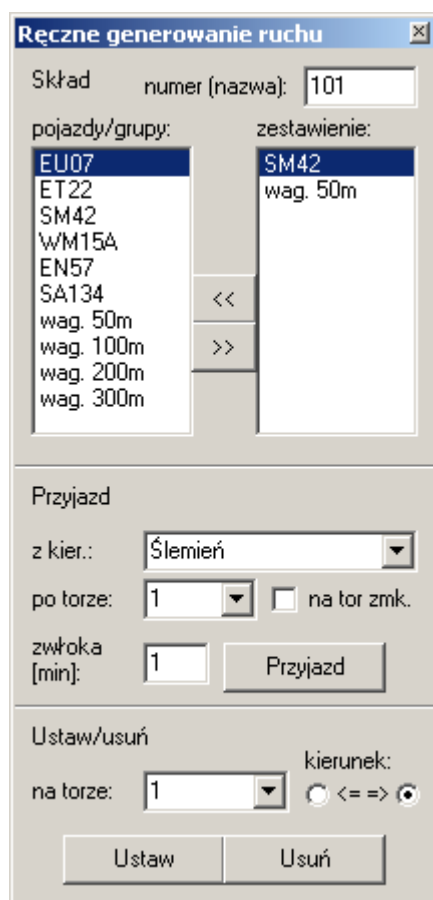 Ręczne generowanie ruchu
Skład numer (nazwa): 101
pojazdy/grupy: zestawienie:
EU07 SM42
ET22 wag. 50m
SM42
WM15A
EN57
SA134
wag. 50m <<
wag. 100m
wag. 200m >>
wag. 300m
Przyjazd
z kier.: Ślemień
po torze: 1 na tor zmk.
zwłoka [min]: 1 Przyjazd
Ustaw/usuń
kierunek:
na torze: 1 <= =>
Ustaw Usuń